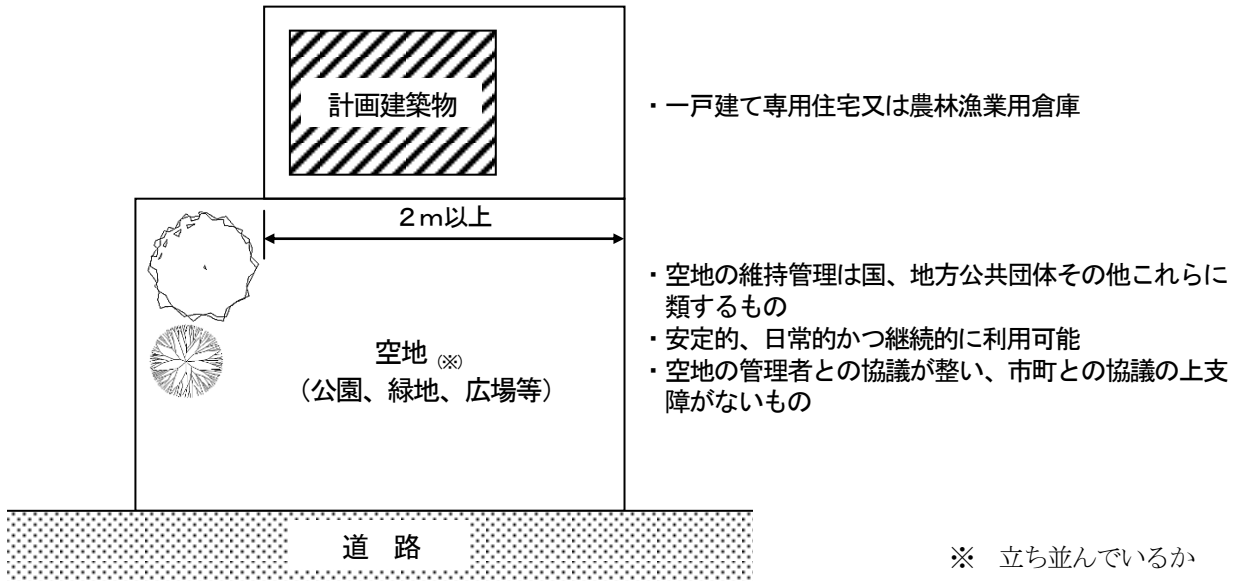 計画建築物
・一戸建て専用住宅又は農林漁業用倉庫
２ｍ以上
・空地の維持管理は国、地方公共団体その他これらに
類するもの
・安定的、日常的かつ継続的に利用可能
・空地の管理者との協議が整い、市町との協議の上支
障がないもの
空地（※）
（公園、緑地、広場等）
道　路
※　立ち並んでいるか